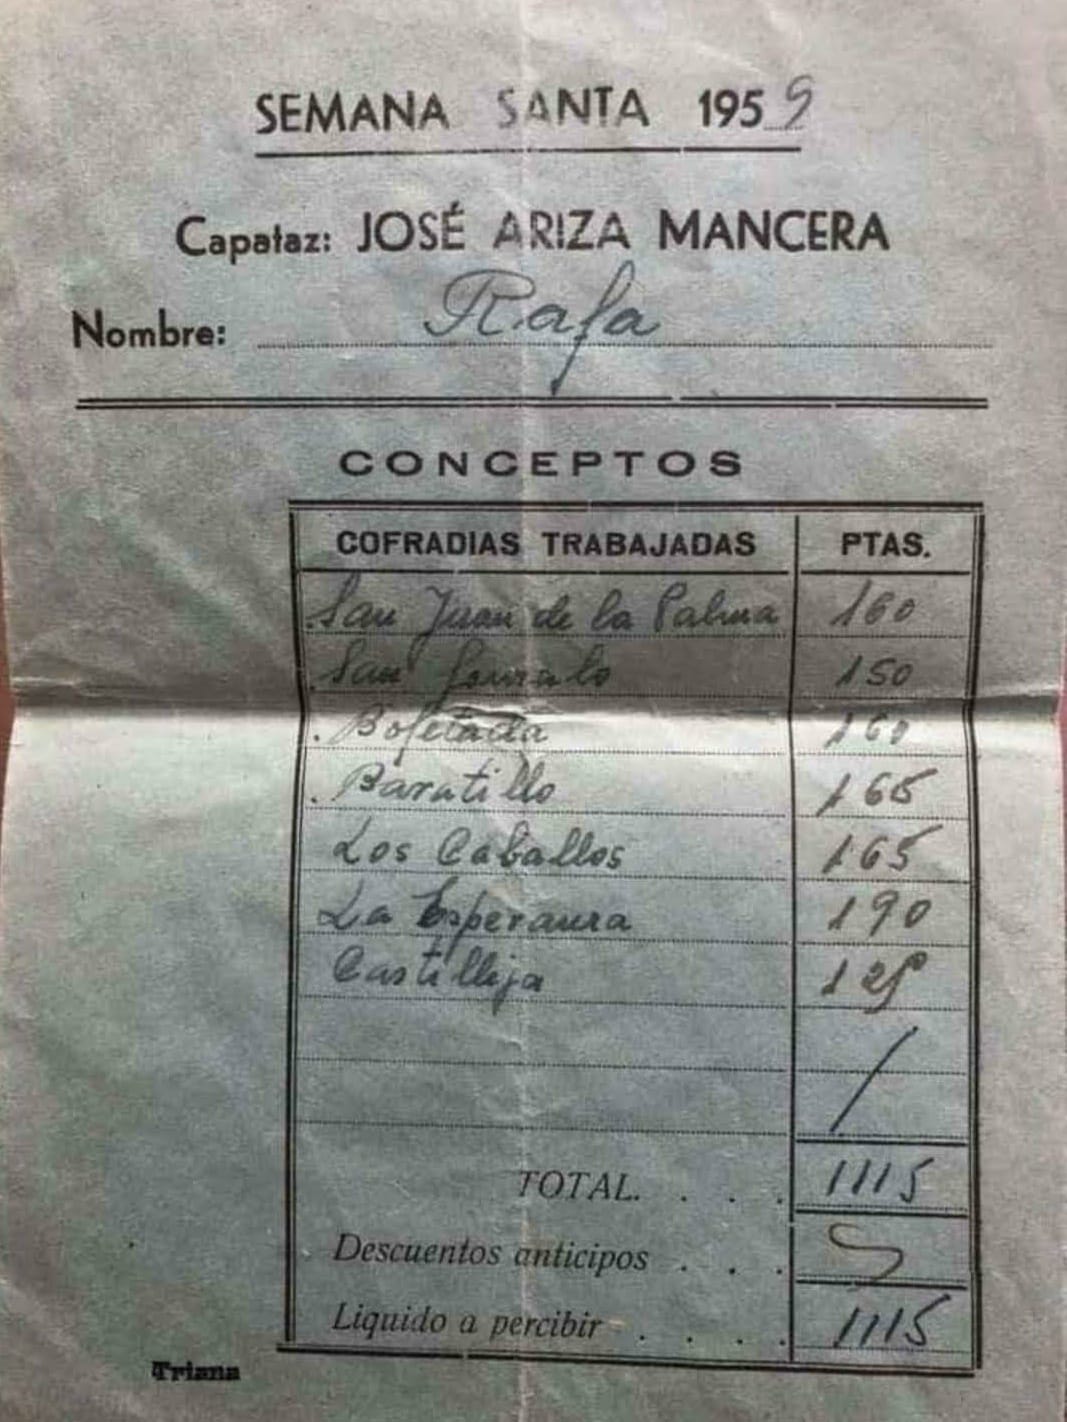 SEMANA SANTA 1959
Capataz: JOSÉ ARIZA MANCERA
Nombre: Rafa
CONCEPTOS
COFRADIAS TRABAJADAS PTAS.
San Juan de la Palma 160
San Gonzalo 150
Bofetada 160
Baratillo 165
Los Caballos 165
La Esperanza 190
Castilleja 125
TOTAL. . . . 1115
Descuentos anticipos . . .
Liquido a percibir . . . . 1115
Triana